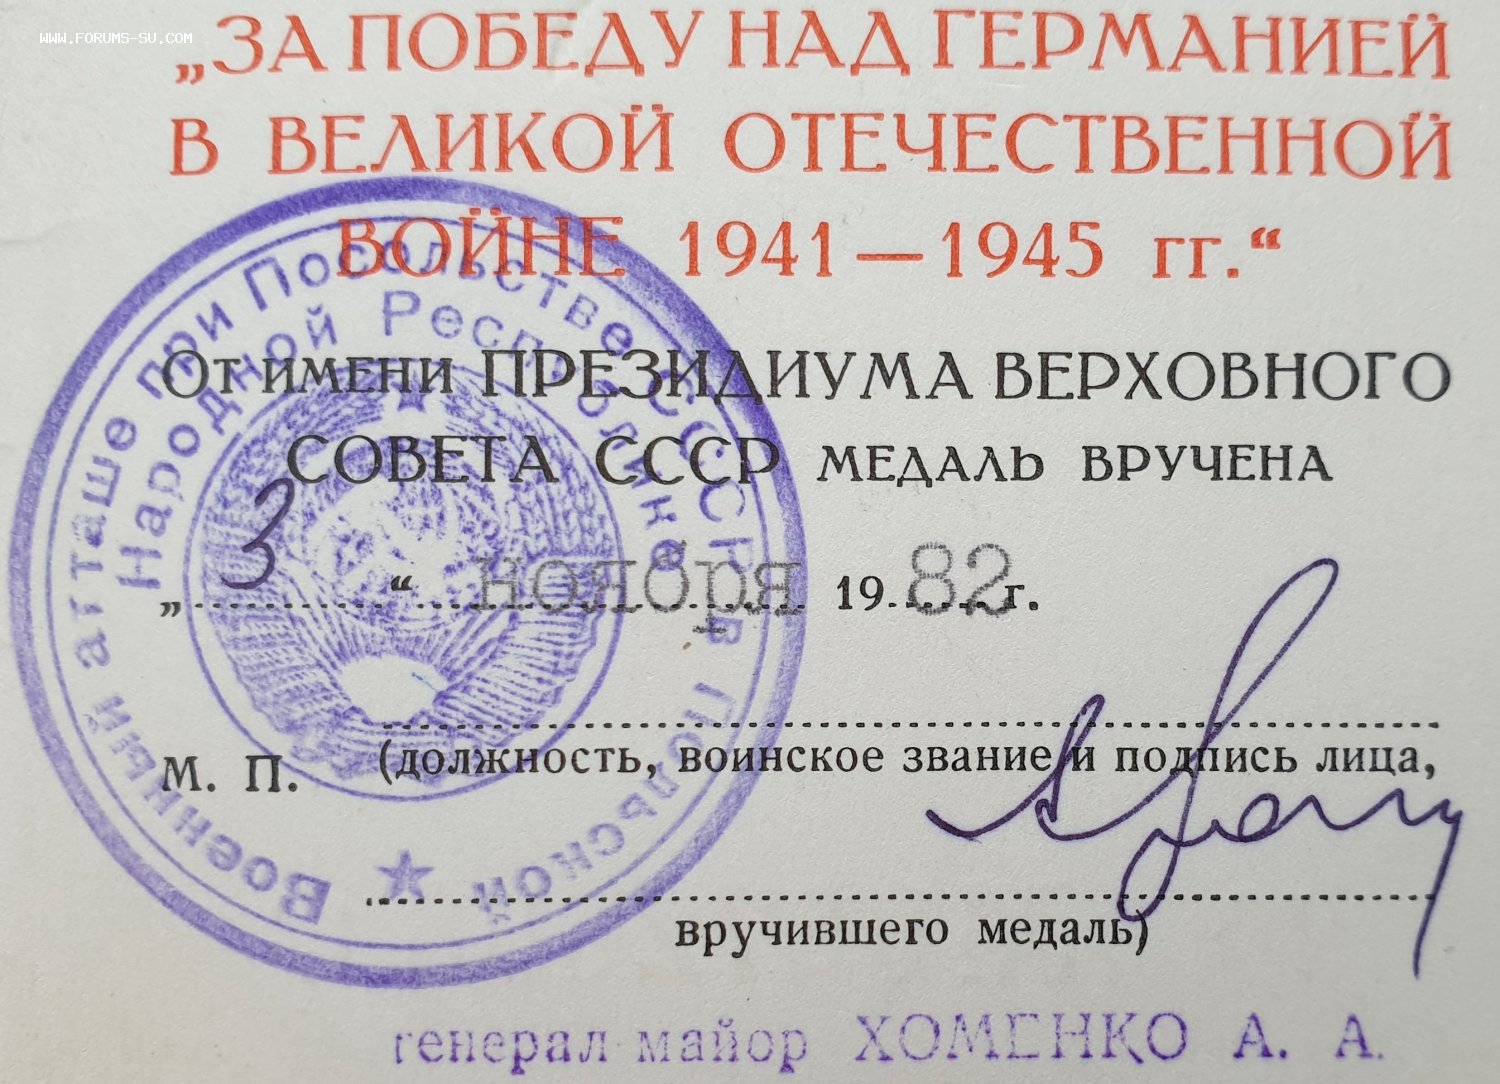 www.forums-su.com
„ЗА ПОБЕДУ НАД ГЕРМАНИЕЙ
В ВЕЛИКОЙ ОТЕЧЕСТВЕННОЙ
ВОЙНЕ 1941—1945 гг.“
От имени ПРЕЗИДИУМА ВЕРХОВНОГО
СОВЕТА СССР МЕДАЛЬ ВРУЧЕНА
„3“ ноября 1982 г.
М. П.
(должность, воинское звание и подпись лица,
вручившего медаль)
генерал-майор ХОМЕНКО А. А.
Военный атташе при Посольстве СССР в Польской
Народной Республике